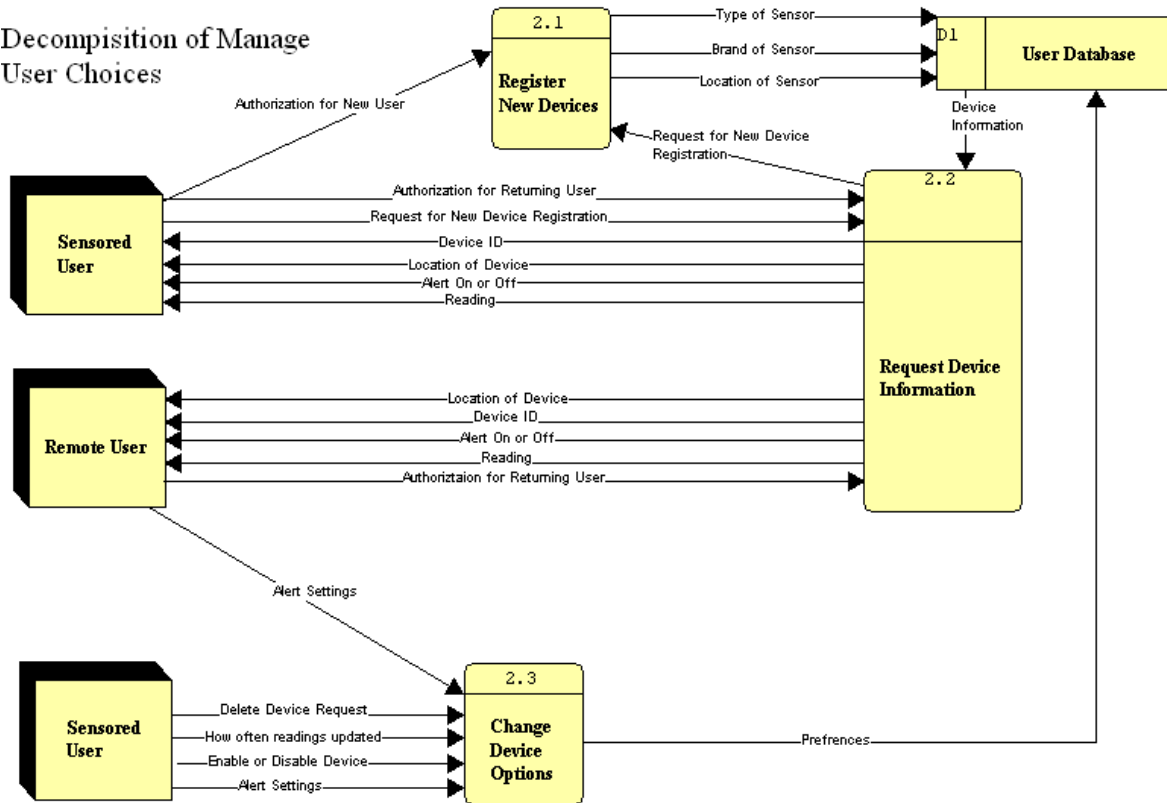 Decompisition of Manage
User Choices
2.1
Register
New Devices
Type of Sensor
Brand of Sensor
Location of Sensor
D1
User Database
Authorization for New User
Request for New Device
Registration
Device
Information
2.2
Request Device
Information
Sensored
User
Authorization for Returning User
Request for New Device Registration
Device ID
Location of Device
Alert On or Off
Reading
Remote User
Location of Device
Device ID
Alert On or Off
Reading
Authoriztaion for Returning User
Alert Settings
Sensored
User
Delete Device Request
How often readings updated
Enable or Disable Device
Alert Settings
2.3
Change
Device
Options
Prefrences